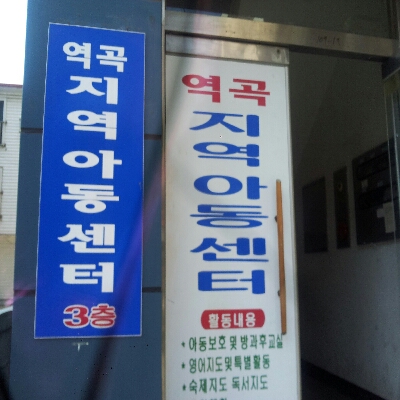 역곡
지역아동센터
3층
역곡
지역아동센터
활동내용
• 아동보호 및 방과후교실
• 영어지도및특별활동
• 숙제지도 독서지도